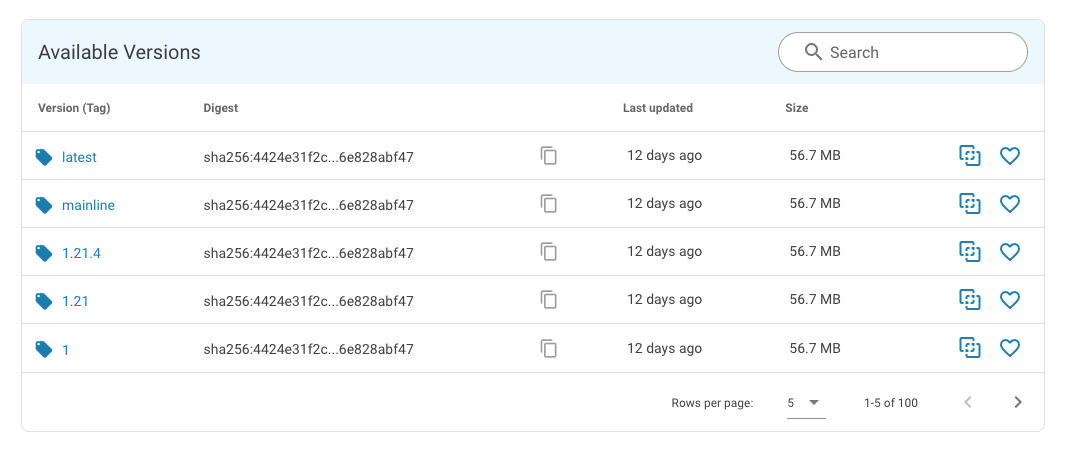 Available Versions Search
Version (Tag) Digest Last updated Size
latest sha256:4424e31f2c...6e828abf47 12 days ago 56.7 MB
mainline sha256:4424e31f2c...6e828abf47 12 days ago 56.7 MB
1.21.4 sha256:4424e31f2c...6e828abf47 12 days ago 56.7 MB
1.21 sha256:4424e31f2c...6e828abf47 12 days ago 56.7 MB
1 sha256:4424e31f2c...6e828abf47 12 days ago 56.7 MB
Rows per page: 5 1-5 of 100